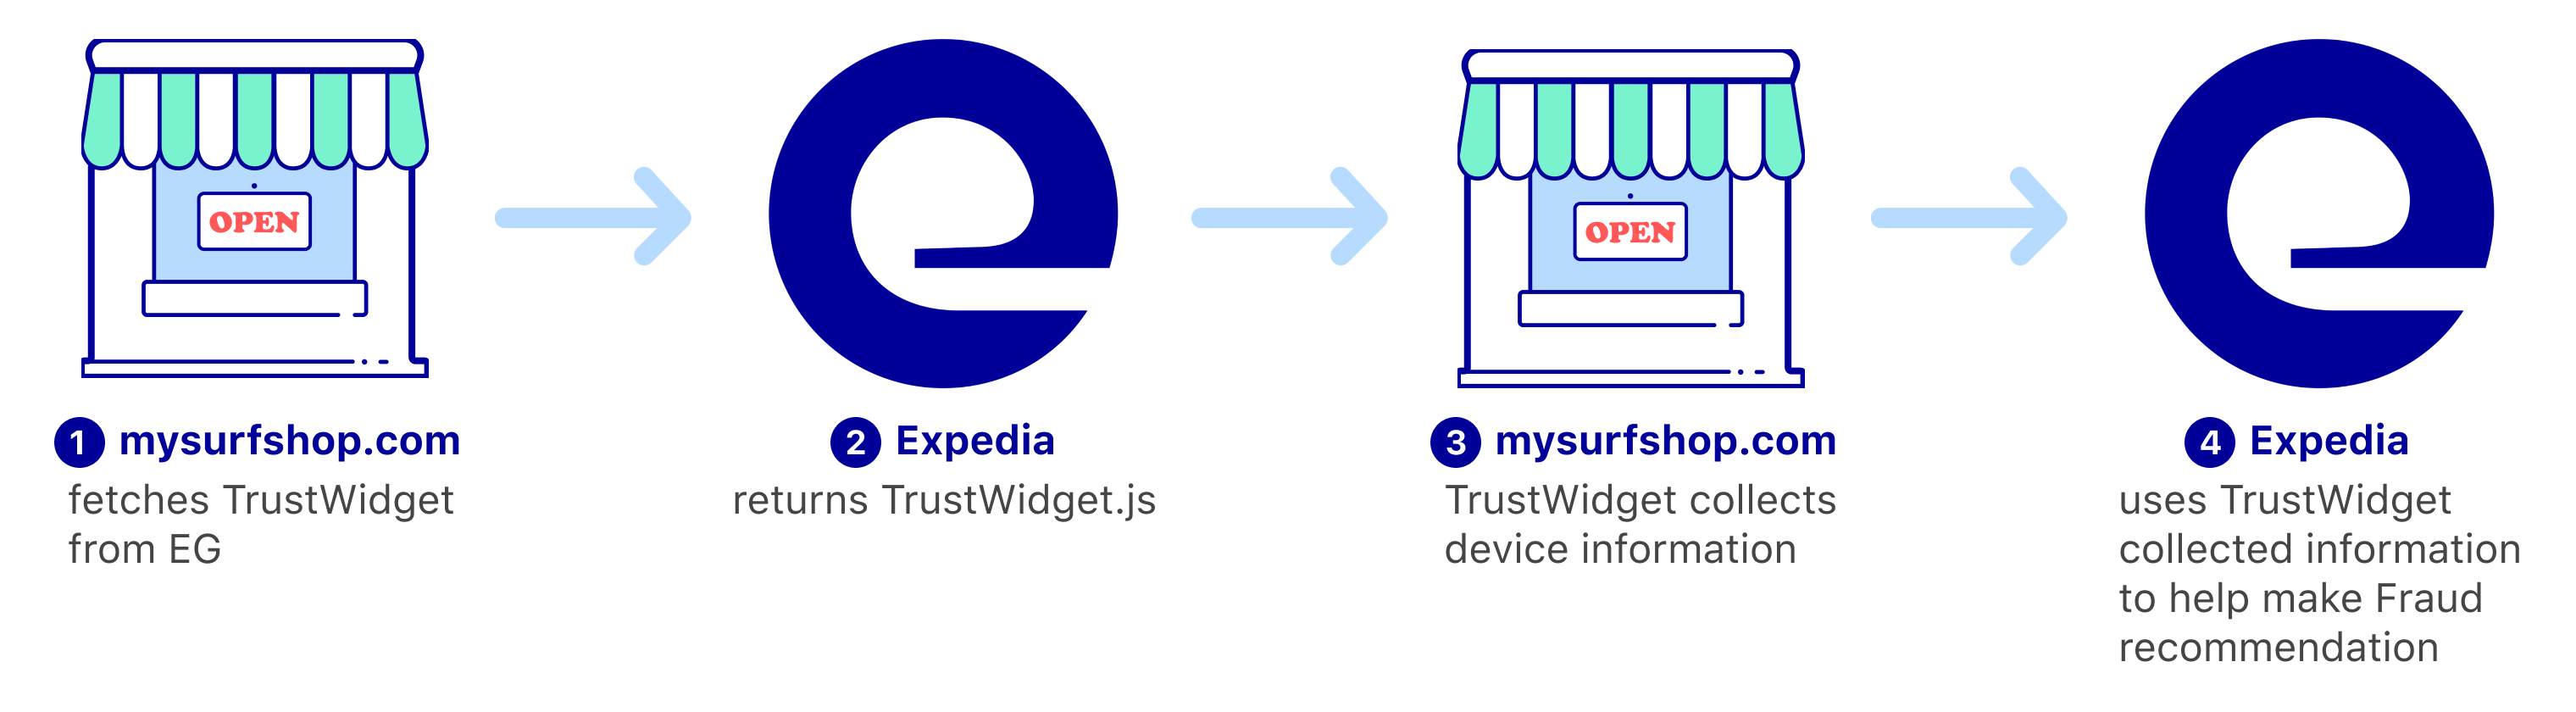 OPEN
1 mysurfshop.com
fetches TrustWidget
from EG
2 Expedia
returns TrustWidget.js
OPEN
3 mysurfshop.com
TrustWidget collects
device information
4 Expedia
uses TrustWidget
collected information
to help make Fraud
recommendation